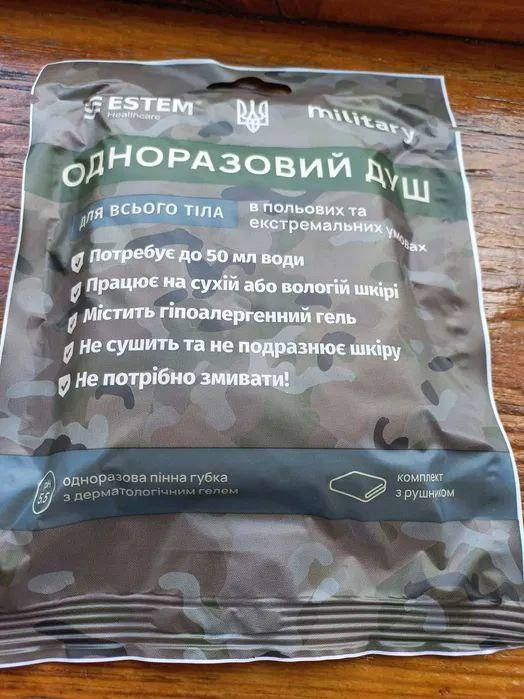 ESTEM
Healthcare
military
ОДНОРАЗОВИЙ ДУШ
ДЛЯ ВСЬОГО ТІЛА
в польових та
екстремальних умовах
Потребує до 50 мл води
Працює на сухій або вологій шкірі
Містить гіпоалергенний гель
Не сушить та не подразнює шкіру
Не потрібно змивати!
pH
5.5
одноразова пінна губка
з дерматологічним гелем
комплект
з рушником